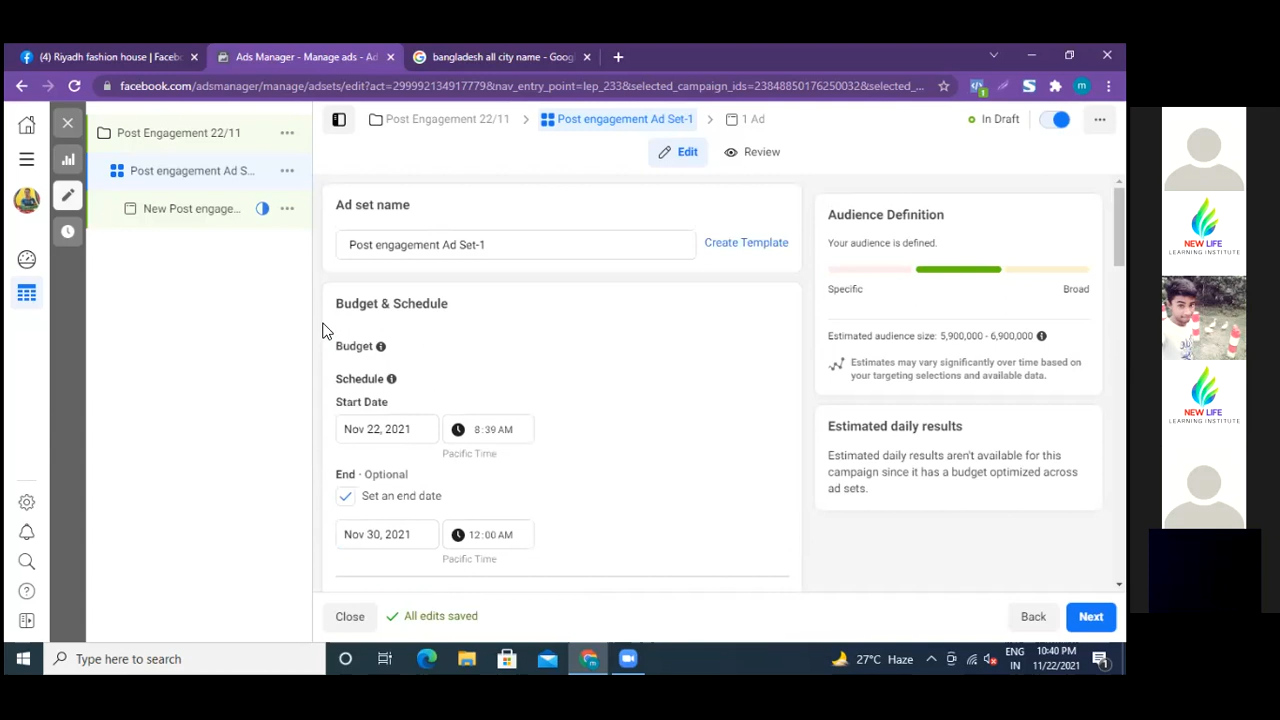 (4) Riyadh fashion house | Faceb
Ads Manager - Manage ads - Ad
bangladesh all city name - Goog
facebook.com/adsmanager/manage/adsets/edit?act=299992134917779&nav_entry_point=lep_233&selected_campaign_ids=23848850176250032&selected_...
1
m
Post Engagement 22/11
Post engagement Ad S...
New Post engage...
Post Engagement 22/11
Post engagement Ad Set-1
1 Ad
In Draft
Edit
Review
Ad set name
Post engagement Ad Set-1
Create Template
Budget & Schedule
Budget
Schedule
Start Date
Nov 22, 2021
8:39 AM
Pacific Time
End · Optional
Set an end date
Nov 30, 2021
12:00 AM
Pacific Time
Audience Definition
Your audience is defined.
Specific
Broad
Estimated audience size: 5,900,000 - 6,900,000
Estimates may vary significantly over time based on
your targeting selections and available data.
Estimated daily results
Estimated daily results aren't available for this
campaign since it has a budget optimized across
ad sets.
Close
All edits saved
Back
Next
Type here to search
27°C Haze
ENG
IN
10:40 PM
11/22/2021
1
NEW LIFE
LEARNING INSTITUTE
NEW LIFE
LEARNING INSTITUTE